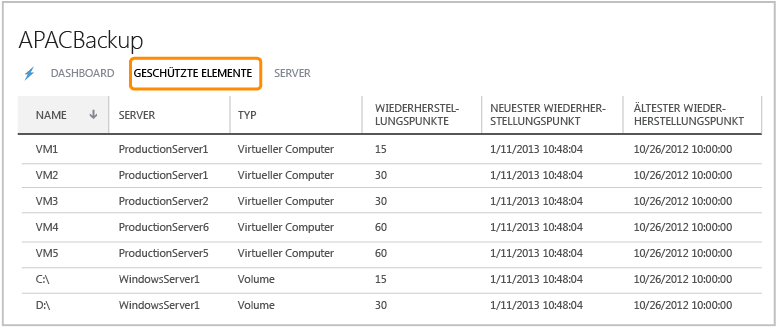 APACBackup
DASHBOARD GESCHÜTZTE ELEMENTE SERVER
NAME SERVER TYP WIEDERHERSTEL-LUNGSPUNKTE NEUESTER WIEDERHER-STELLUNGSPUNKT ÄLTESTER WIEDER-HERSTELLUNGSPUNKT
VM1 ProductionServer1 Virtueller Computer 15 1/11/2013 10:48:04 10/26/2012 10:00:00
VM2 ProductionServer1 Virtueller Computer 30 1/11/2013 10:48:04 10/26/2012 10:00:00
VM3 ProductionServer2 Virtueller Computer 30 1/11/2013 10:48:04 10/26/2012 10:00:00
VM4 ProductionServer6 Virtueller Computer 60 1/11/2013 10:48:04 10/26/2012 10:00:00
VM5 ProductionServer5 Virtueller Computer 60 1/11/2013 10:48:04 10/26/2012 10:00:00
C:\ WindowsServer1 Volume 15 1/11/2013 10:48:04 10/26/2012 10:00:00
D:\ WindowsServer1 Volume 30 1/11/2013 10:48:04 10/26/2012 10:00:00